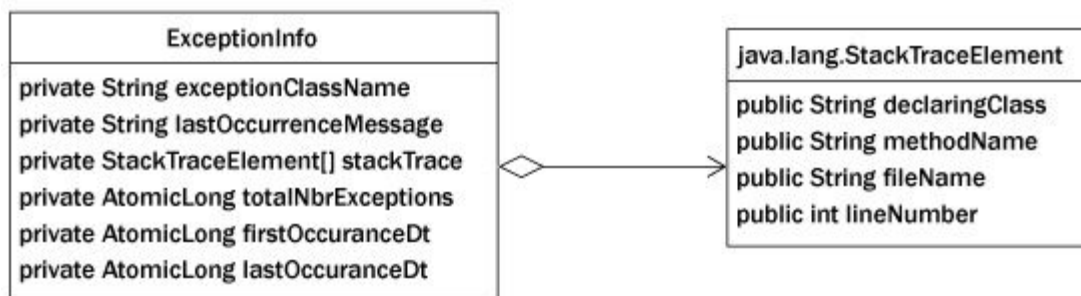 ExceptionInfo
private String exceptionClassName
private String lastOccurrenceMessage
private StackTraceElement[] stackTrace
private AtomicLong totalNbrExceptions
private AtomicLong firstOccuranceDt
private AtomicLong lastOccuranceDt
java.lang.StackTraceElement
public String declaringClass
public String methodName
public String fileName
public int lineNumber